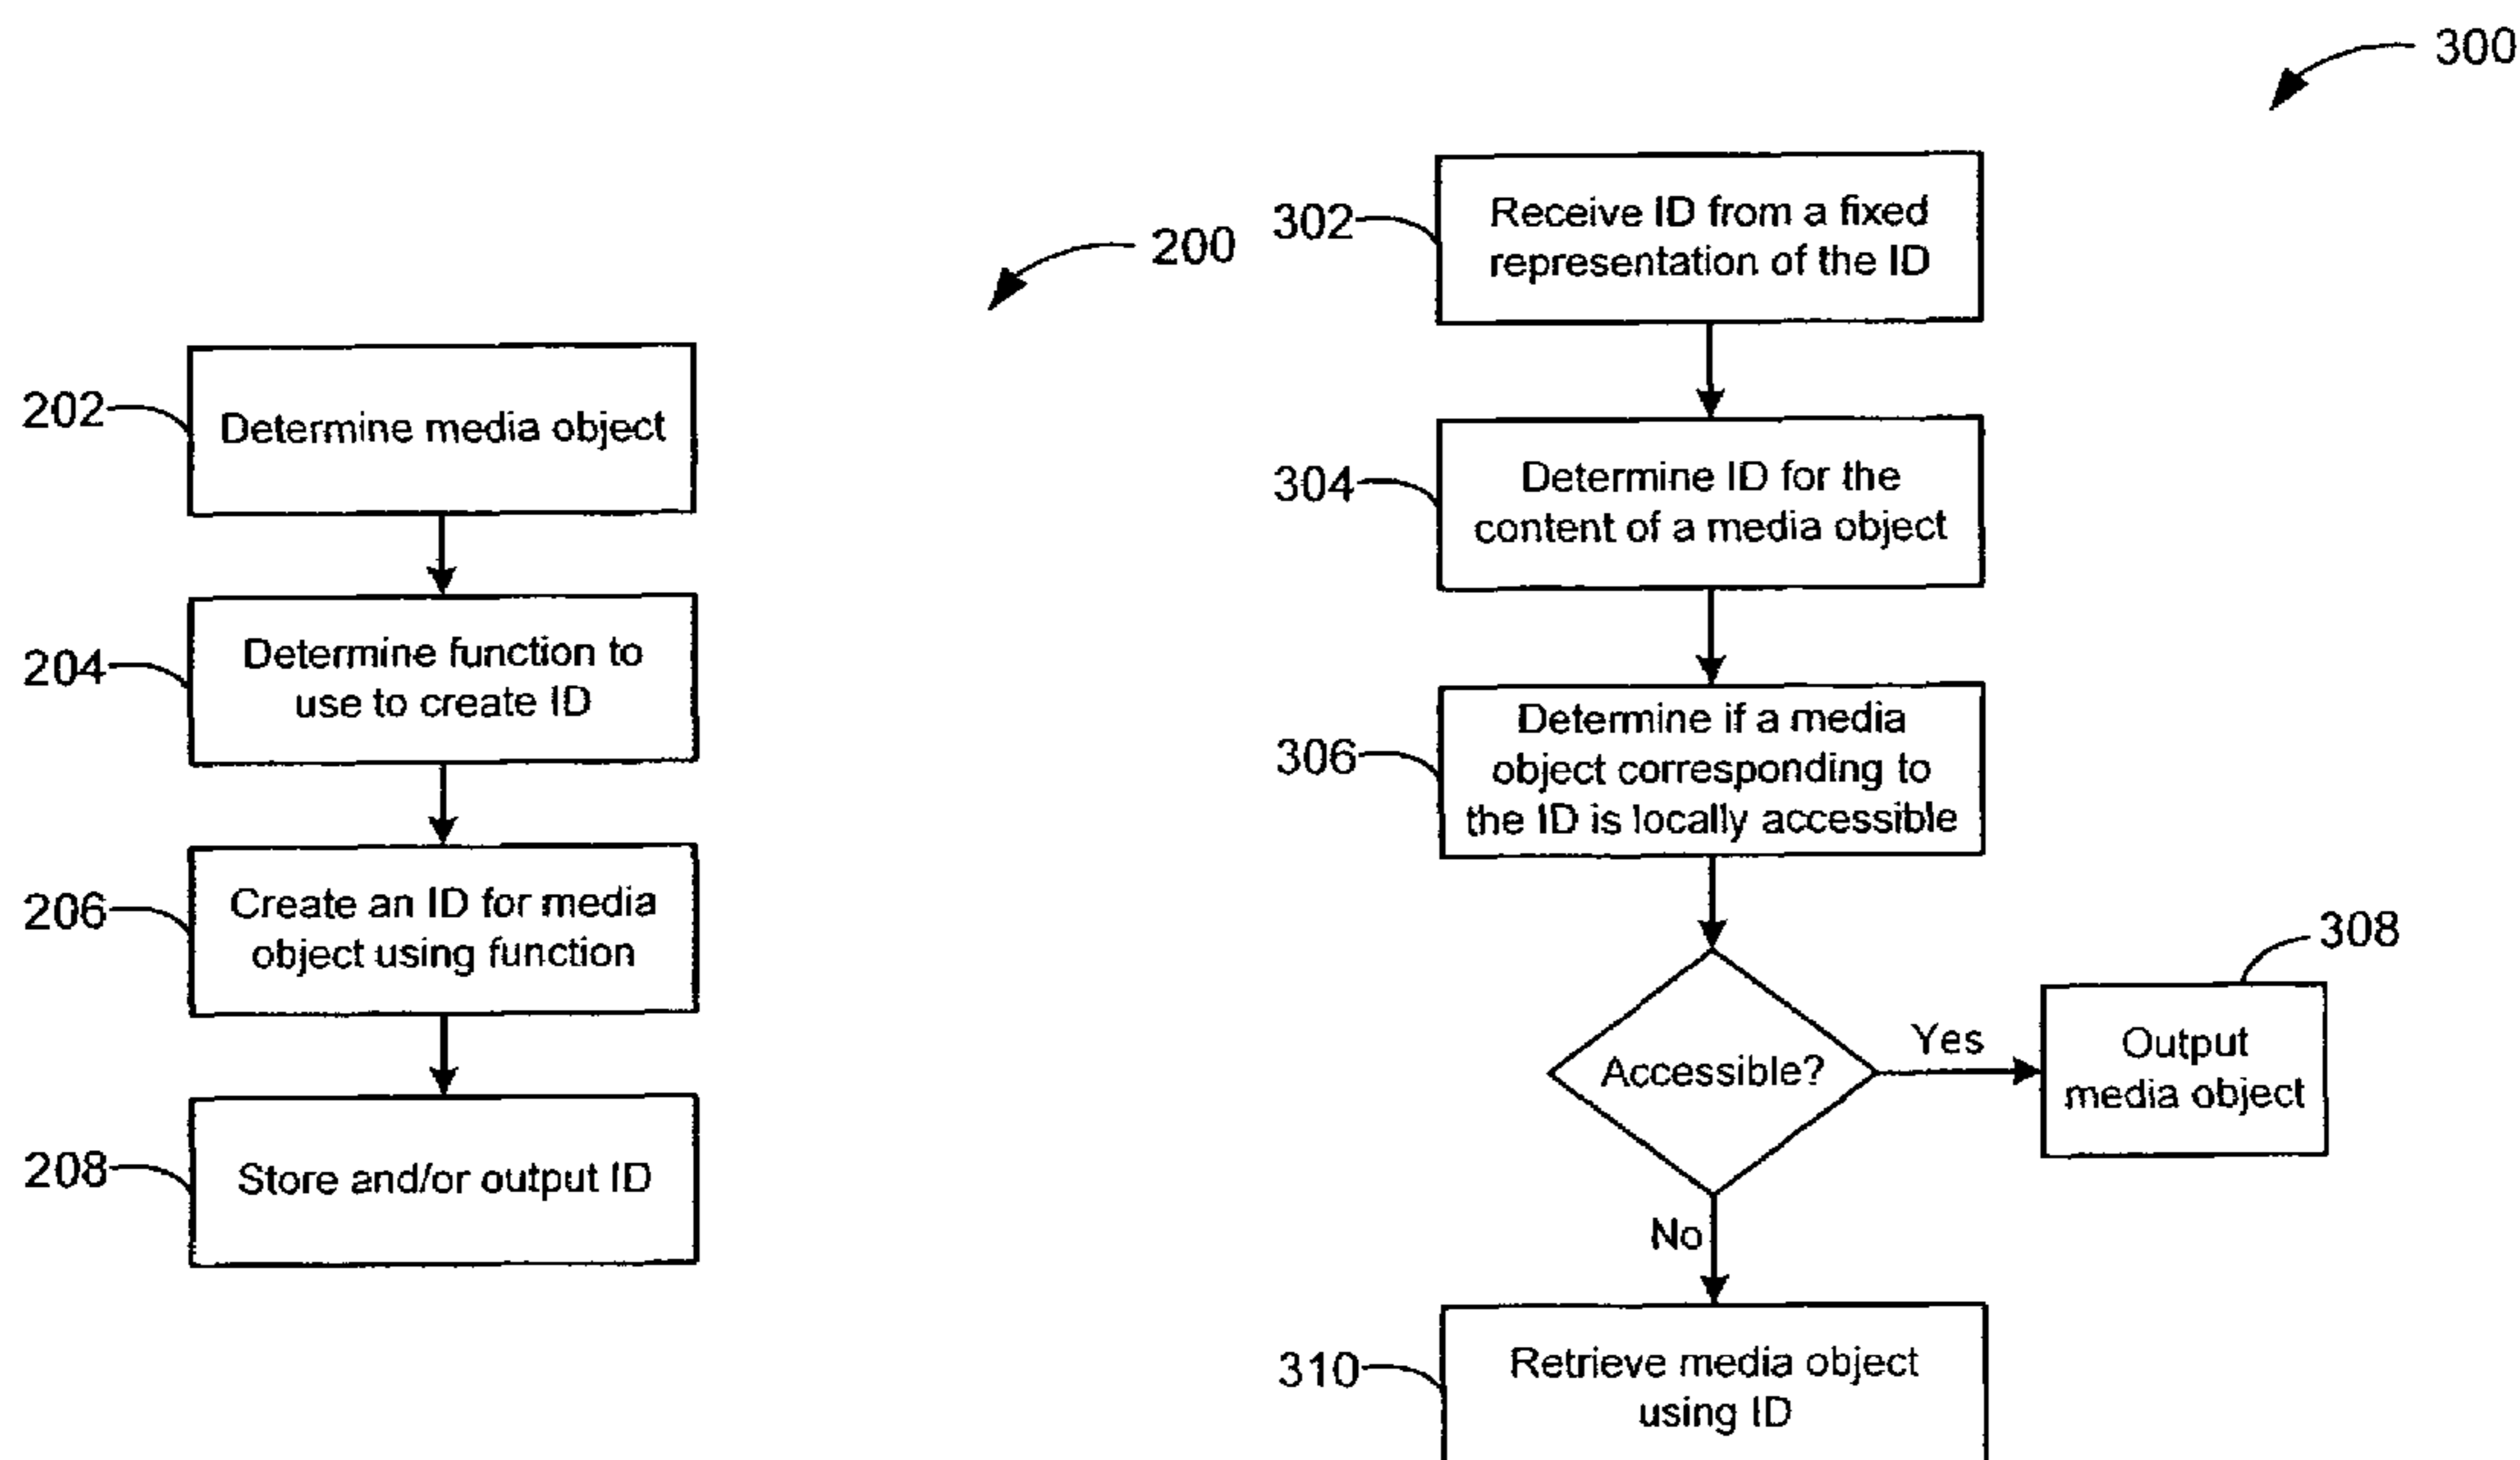 200
202
Determine media object
204
Determine function to
use to create ID
206
Create an ID for media
object using function
208
Store and/or output ID
300
302
Receive ID from a fixed
representation of the ID
304
Determine ID for the
content of a media object
306
Determine if a media
object corresponding to
the ID is locally accessible
Accessible?
Yes
308
Output
media object
No
310
Retrieve media object
using ID